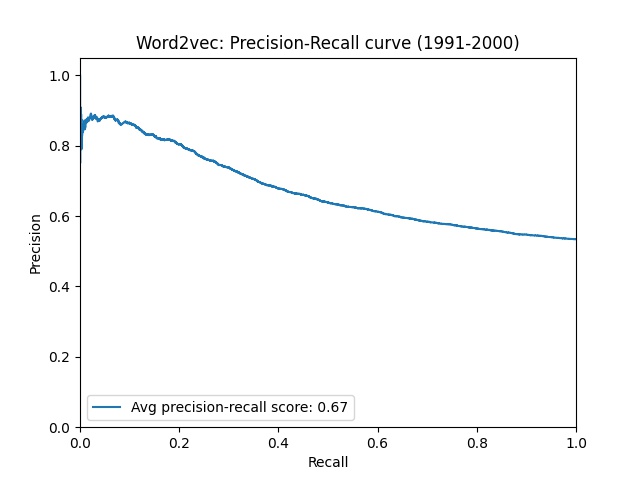 Word2vec: Precision-Recall curve (1991-2000)
1.0
0.8
0.6
0.4
0.2
0.0
Precision
Avg precision-recall score: 0.67
0.0 0.2 0.4 0.6 0.8 1.0
Recall